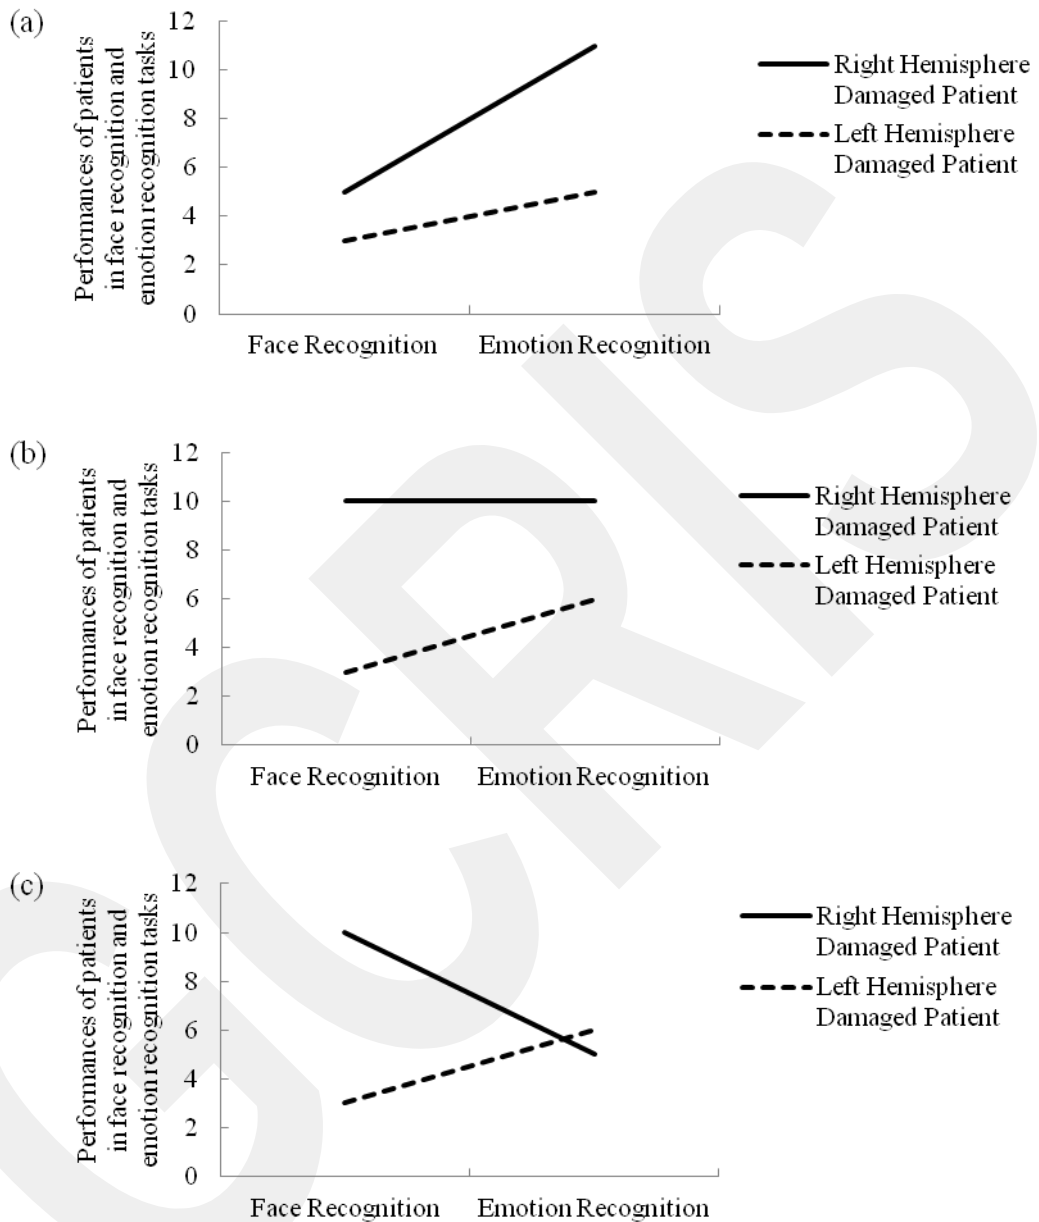 (a)
Performances of patients
in face recognition and
emotion recognition tasks
12
10
8
6
4
2
0
Face Recognition Emotion Recognition
Right Hemisphere
Damaged Patient
Left Hemisphere
Damaged Patient
(b)
Performances of patients
in face recognition and
emotion recognition tasks
12
10
8
6
4
2
0
Face Recognition Emotion Recognition
Right Hemisphere
Damaged Patient
Left Hemisphere
Damaged Patient
(c)
Performances of patients
in face recognition and
emotion recognition tasks
12
10
8
6
4
2
0
Face Recognition Emotion Recognition
Right Hemisphere
Damaged Patient
Left Hemisphere
Damaged Patient
GCRIS